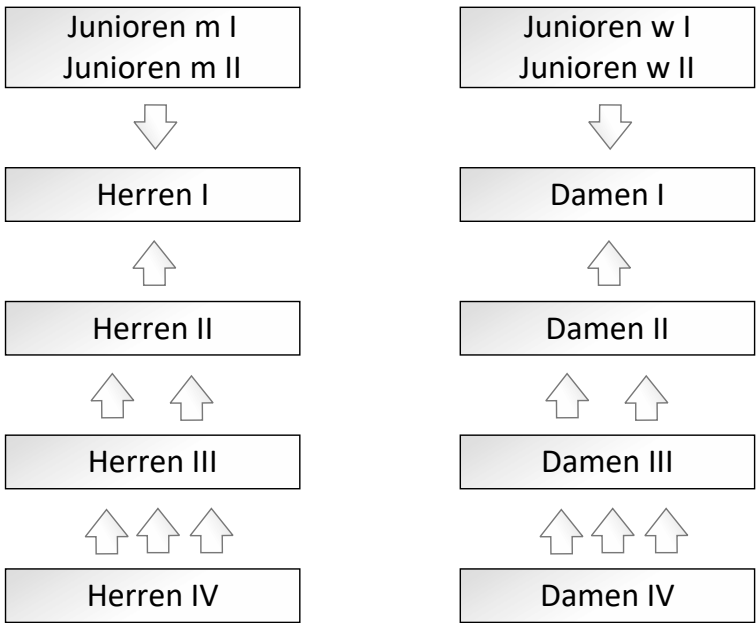 Junioren m I
Junioren m II
Herren I
Herren II
Herren III
Herren IV
Junioren w I
Junioren w II
Damen I
Damen II
Damen III
Damen IV